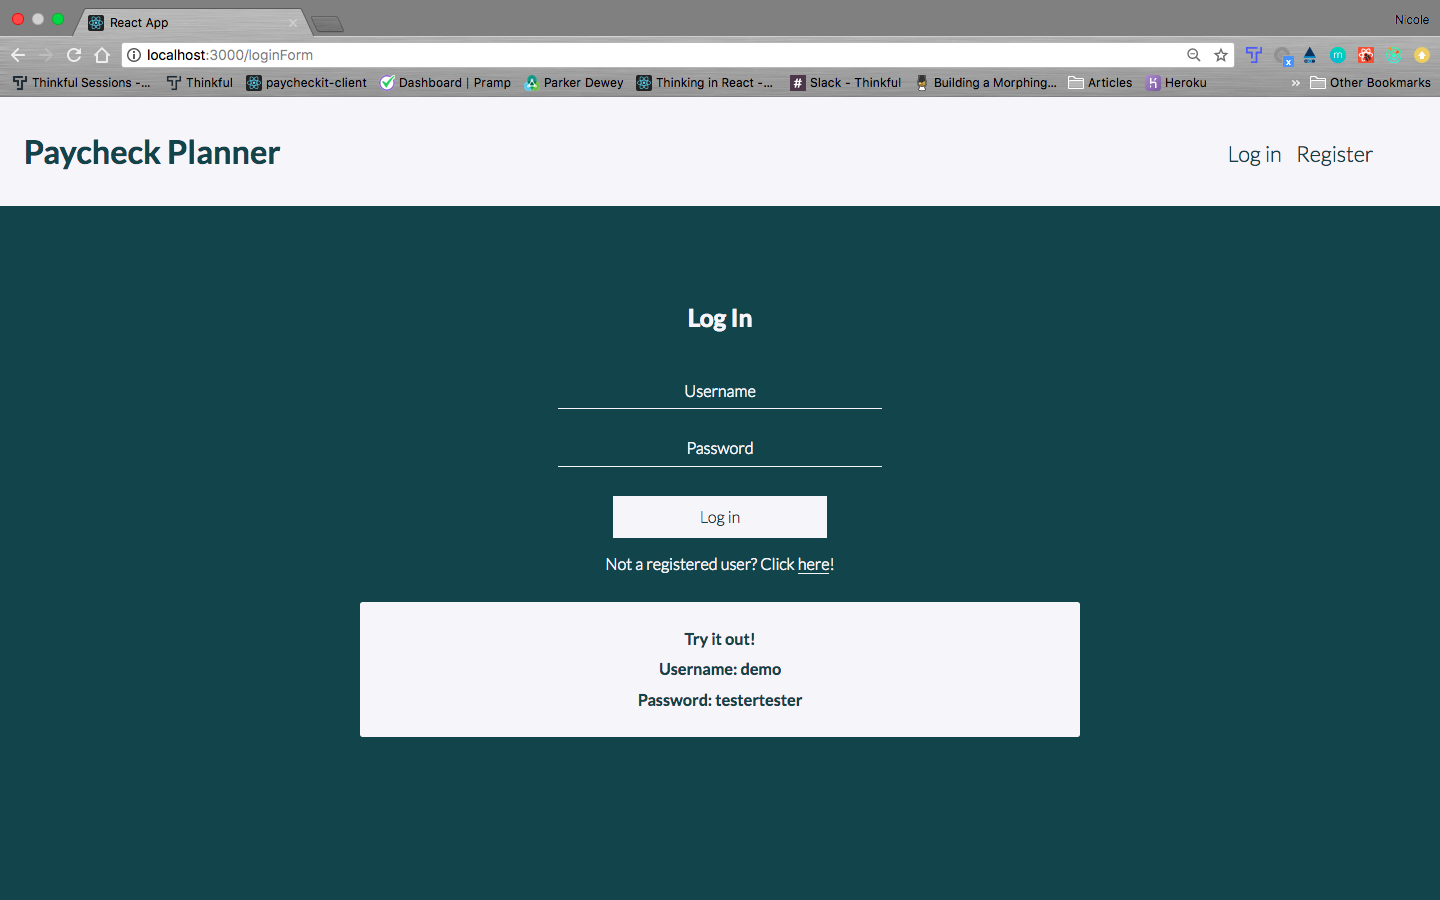 React App
Nicole
localhost:3000/loginForm
Thinkful Sessions -...
Thinkful
paycheckit-client
Dashboard | Pramp
Parker Dewey
Thinking in React -...
Slack - Thinkful
Building a Morphing...
Articles
Heroku
»
Other Bookmarks
Paycheck Planner
Log in Register
Log In
Username
Password
Log in
Not a registered user? Click here!
Try it out!
Username: demo
Password: testertester